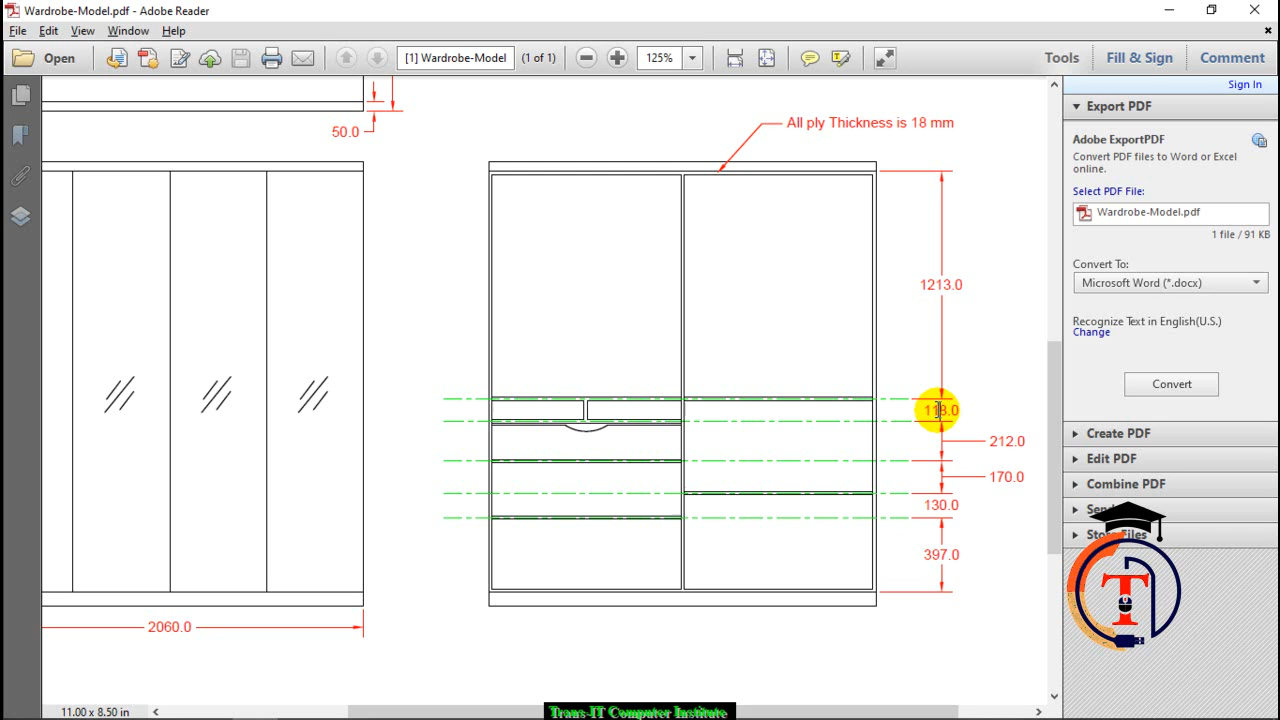 Wardrobe-Model.pdf - Adobe Reader
File Edit View Window Help
Open [1] Wardrobe-Model (1 of 1) 125% Tools Fill & Sign Comment
Sign In
Export PDF
Adobe ExportPDF
Convert PDF files to Word or Excel
online.
Select PDF File:
Wardrobe-Model.pdf
1 file / 91 KB
Convert To:
Microsoft Word (*.docx)
Recognize Text in English(U.S.)
Change
Convert
Create PDF
Edit PDF
Combine PDF
Store Files
50.0
All ply Thickness is 18 mm
1213.0
118.0
212.0
170.0
130.0
397.0
2060.0
T
11.00 x 8.50 in
Trans-IT Computer Institute